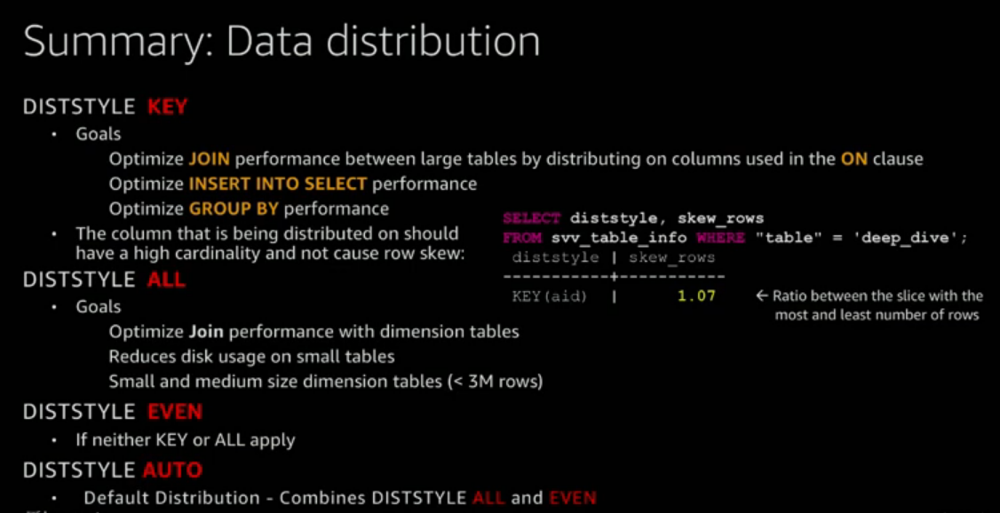 Summary: Data distribution
DISTSTYLE KEY
• Goals
Optimize JOIN performance between large tables by distributing on columns used in the ON clause
Optimize INSERT INTO SELECT performance
Optimize GROUP BY performance
• The column that is being distributed on should
have a high cardinality and not cause row skew:
SELECT diststyle, skew_rows
FROM svv_table_info WHERE "table" = 'deep_dive';
diststyle | skew_rows
-----------+-----------
KEY(aid) | 1.07
← Ratio between the slice with the
most and least number of rows
DISTSTYLE ALL
• Goals
Optimize Join performance with dimension tables
Reduces disk usage on small tables
Small and medium size dimension tables (< 3M rows)
DISTSTYLE EVEN
• If neither KEY or ALL apply
DISTSTYLE AUTO
• Default Distribution - Combines DISTSTYLE ALL and EVEN